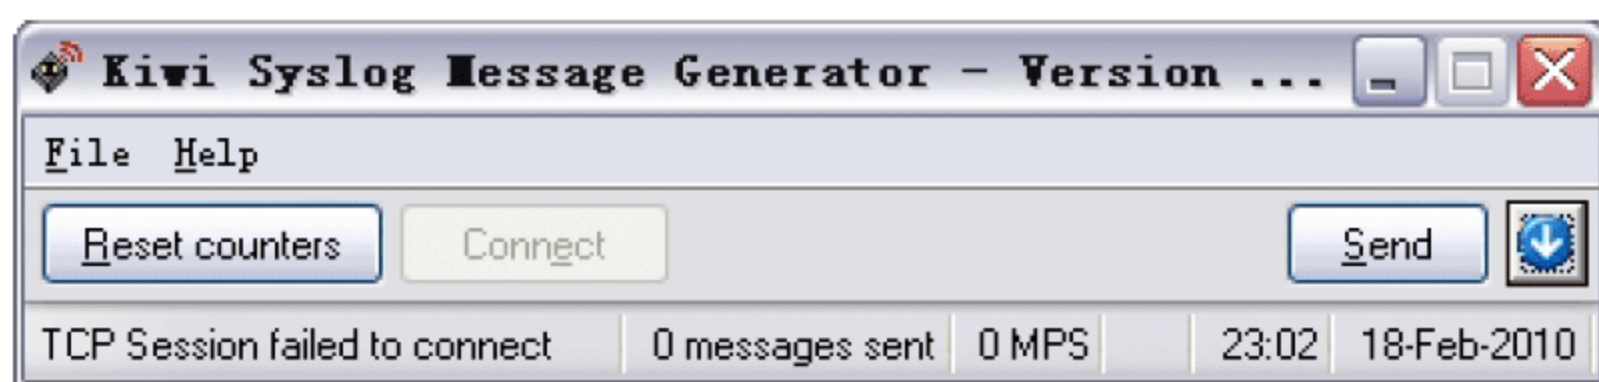 Kiwi Syslog Message Generator - Version ...
File Help
Reset counters Connect Send
TCP Session failed to connect 0 messages sent 0 MPS 23:02 18-Feb-2010